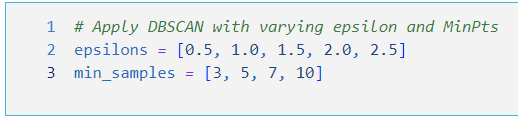 1 # Apply DBSCAN with varying epsilon and MinPts
2 epsilons = [0.5, 1.0, 1.5, 2.0, 2.5]
3 min_samples = [3, 5, 7, 10]